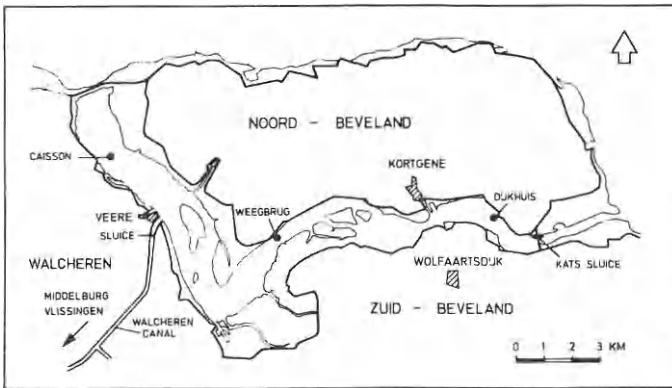 NOORD - BEVELAND
CAISSON
KORTGENE
DIJKHUIS
VEERE
SLUICE
WEEGBRUG
WALCHEREN
WOLFAARTSDIJK
KATS SLUICE
MIDDELBURG
VLISSINGEN
WALCHEREN
CANAL
ZUID - BEVELAND
0 1 2 3 KM